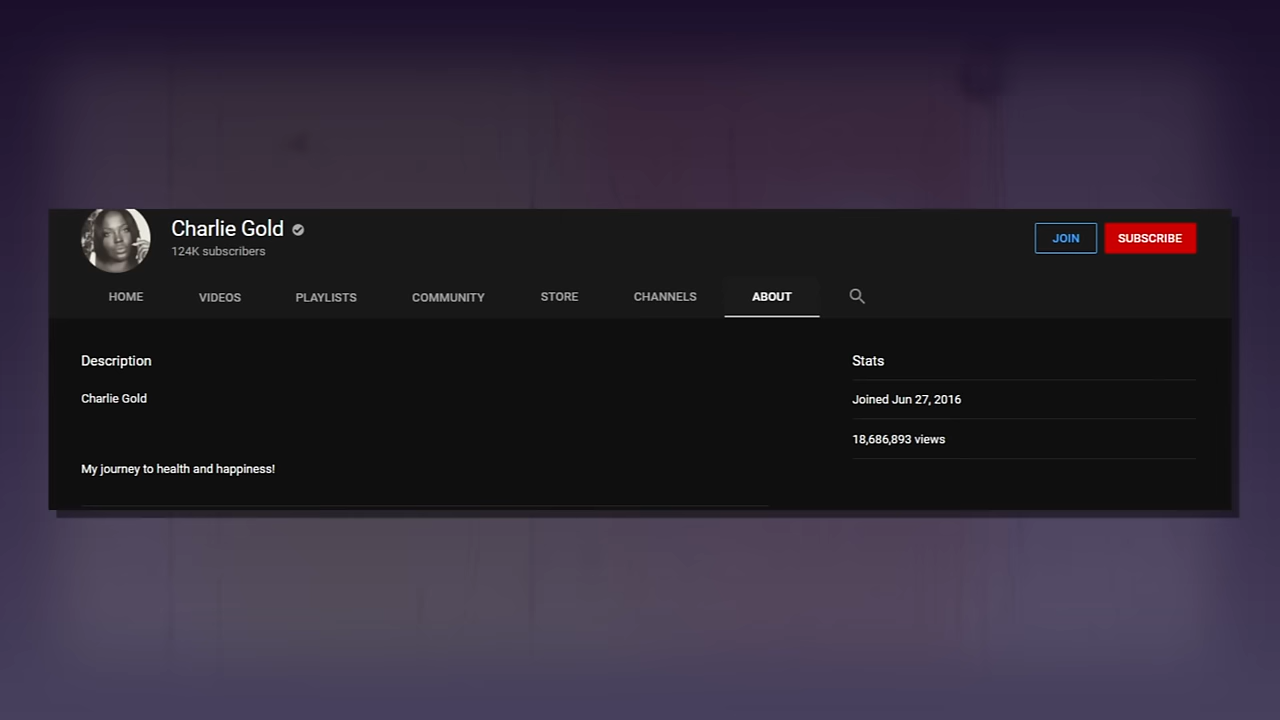 Charlie Gold
124K subscribers
JOIN
SUBSCRIBE
HOME
VIDEOS
PLAYLISTS
COMMUNITY
STORE
CHANNELS
ABOUT
Description
Charlie Gold
My journey to health and happiness!
Stats
Joined Jun 27, 2016
18,686,893 views